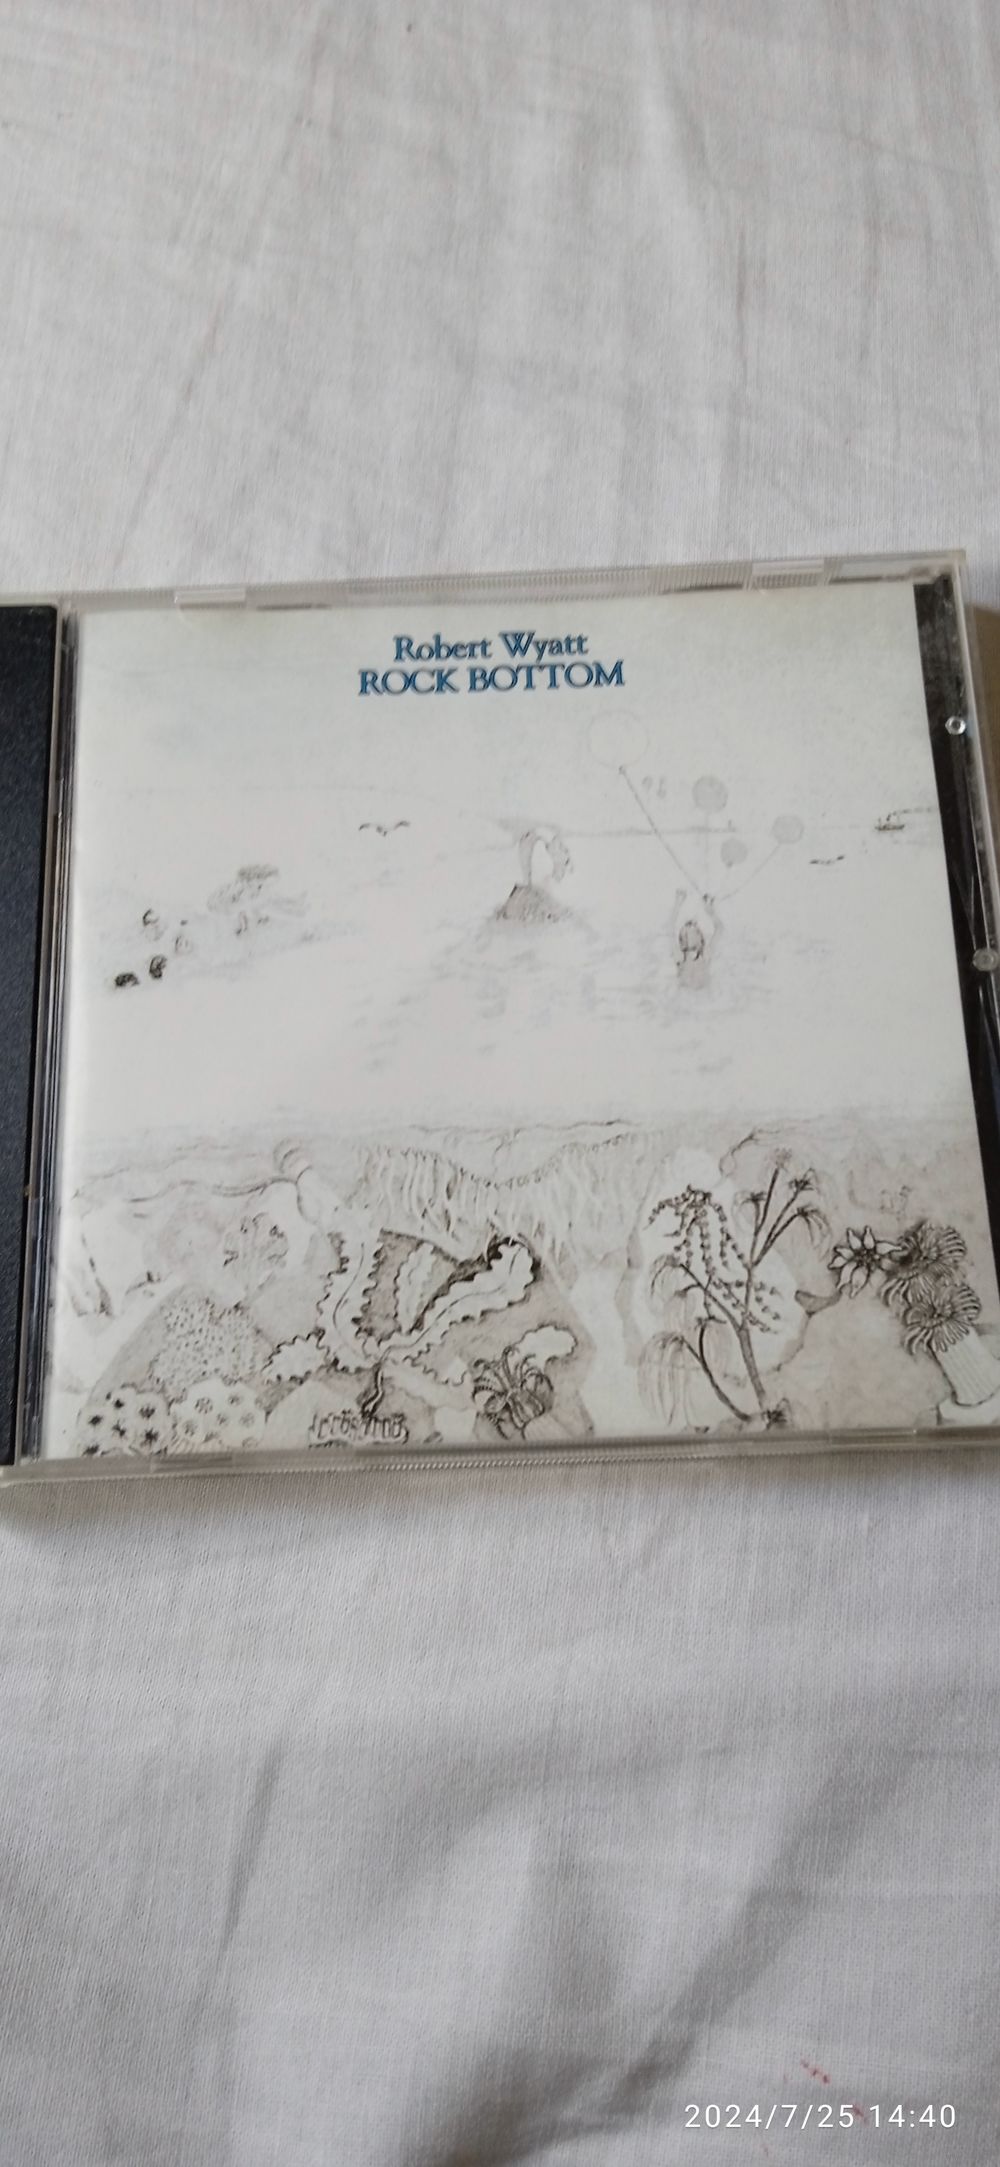 Robert Wyatt
ROCK BOTTOM
2024/7/25 14:40